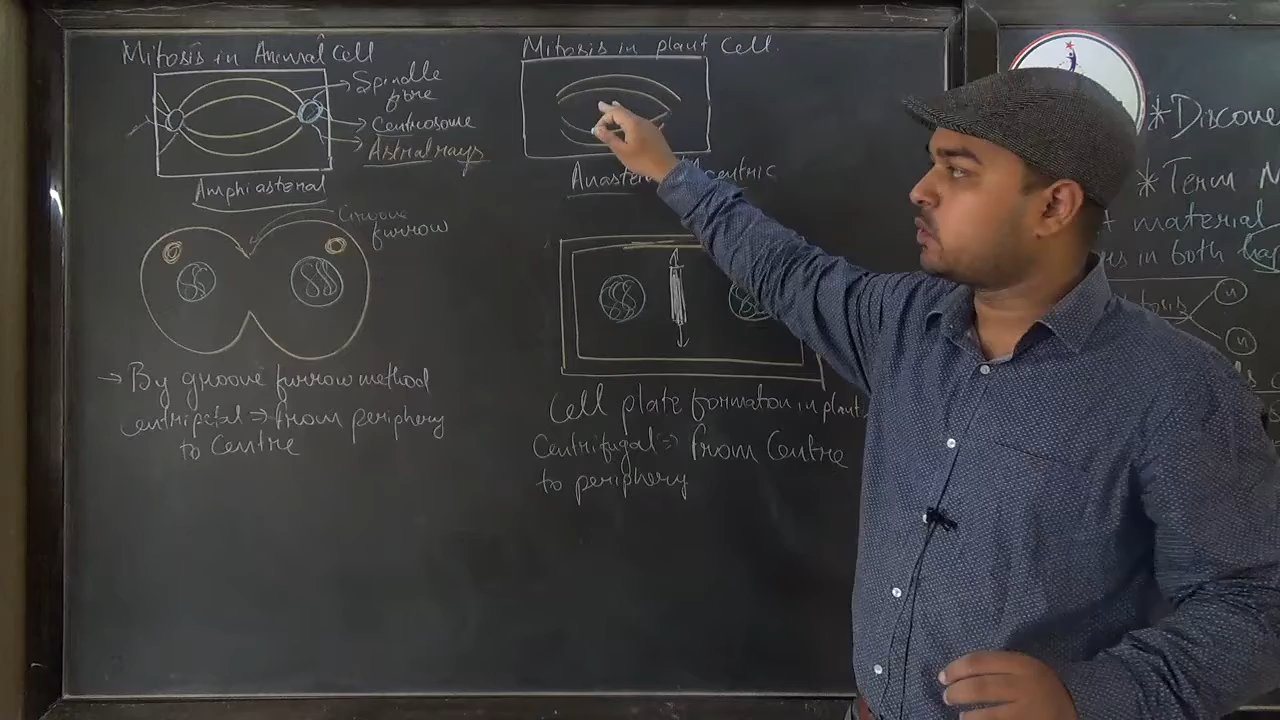 Mitosis in Animal Cell
Spindle
fibre
Centrosome
Astral rays
Amphiastral
Groove
furrow
→ By groove furrow method
centripetal ⇒ from periphery
to Centre
Mitosis in plant Cell.
Cell plate formation in plant
Centrifugal ⇒ from Centre
to periphery
* Discove
* Term
material
in both
n
n